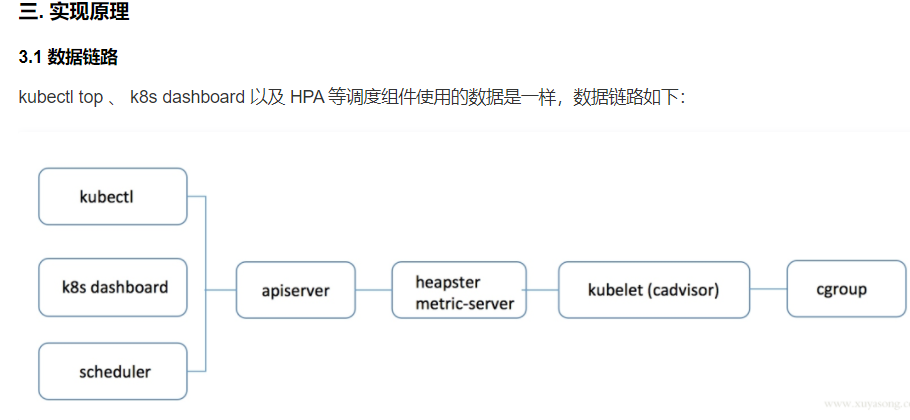 三. 实现原理
3.1 数据链路
kubectl top 、 k8s dashboard 以及 HPA 等调度组件使用的数据是一样，数据链路如下：
kubectl
k8s dashboard
scheduler
apiserver
heapster
metric-server
kubelet (cadvisor)
cgroup
www.xuyasong.co